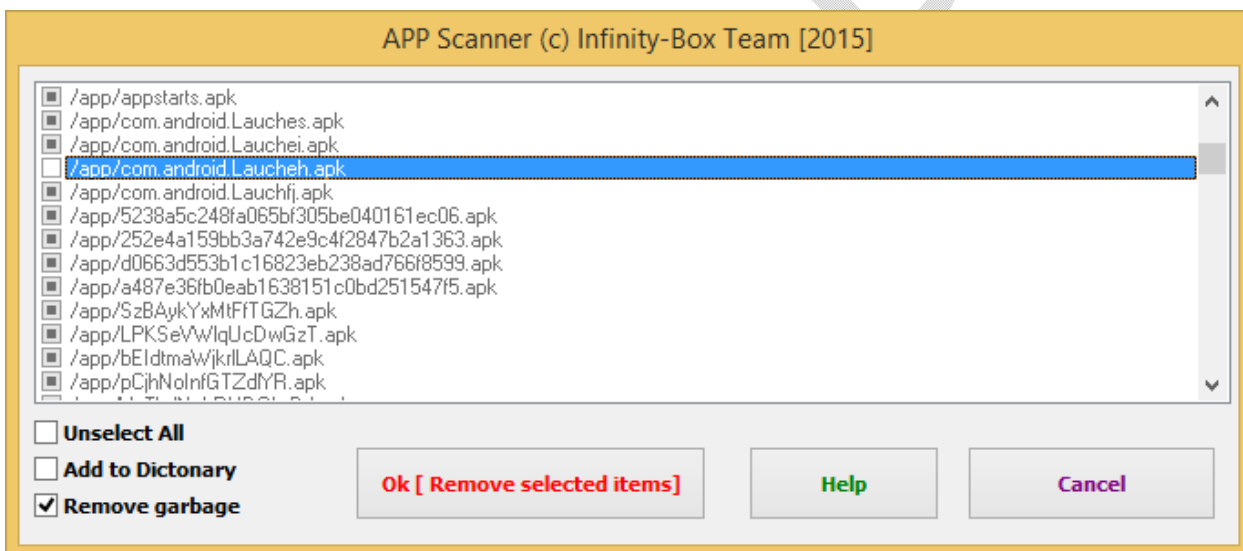 APP Scanner (c) Infinity-Box Team [2015]
/app/appstarts.apk
/app/com.android.Lauches.apk
/app/com.android.Lauchei.apk
/app/com.android.Laucheh.apk
/app/com.android.Lauchfj.apk
/app/5238a5c248fa065bf305be040161ec06.apk
/app/252e4a159bb3a742e9c4f2847b2a1363.apk
/app/d0663d553b1c16823eb238ad766f8599.apk
/app/a487e36fb0eab1638151c0bd251547f5.apk
/app/SzBAykYxMtFfTGZh.apk
/app/LPKSeVWlqUcDwGzT.apk
/app/bEIdtmaWjkrlLAQC.apk
/app/pCjhNoInfGTZdlYR.apk
Unselect All
Add to Dictonary
Remove garbage
Ok [ Remove selected items]
Help
Cancel